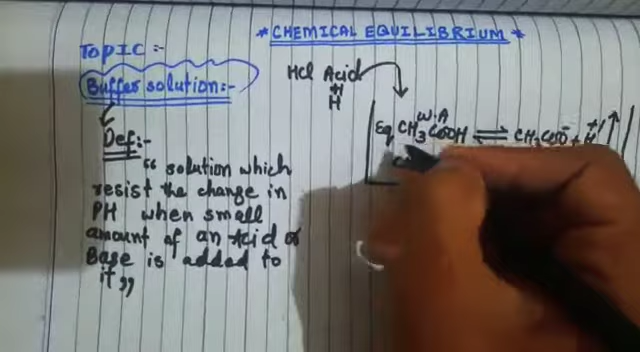 * CHEMICAL EQUILIBRIUM *
Topic :-
Buffer solution:-
Def:-
" solution which
resist the change in
PH when small
amount of an Acid or
Base is added to
it "
HCl Acid
H
W.A
Eq CH3COOH ⇌ CH3COO- + H+ ↑